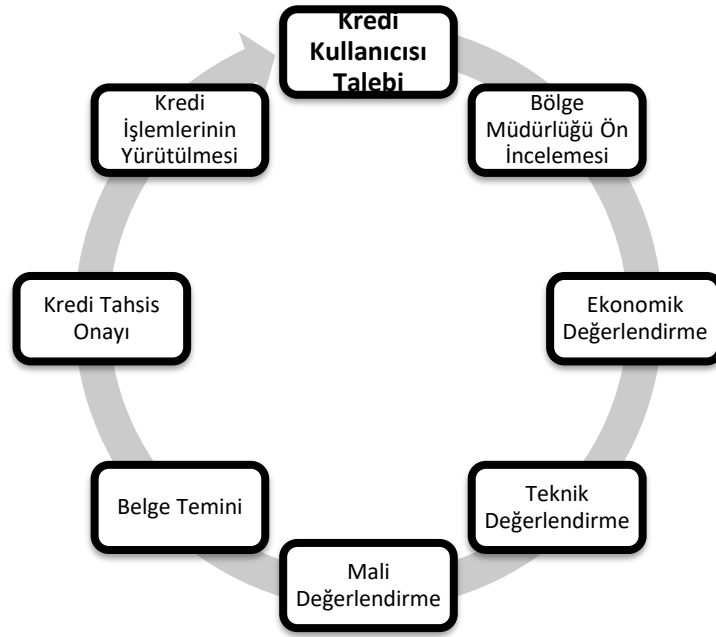 Kredi
Kullanıcısı
Talebi
Bölge
Müdürlüğü Ön
İncelemesi
Ekonomik
Değerlendirme
Teknik
Değerlendirme
Mali
Değerlendirme
Belge Temini
Kredi Tahsis
Onayı
Kredi
İşlemlerinin
Yürütülmesi